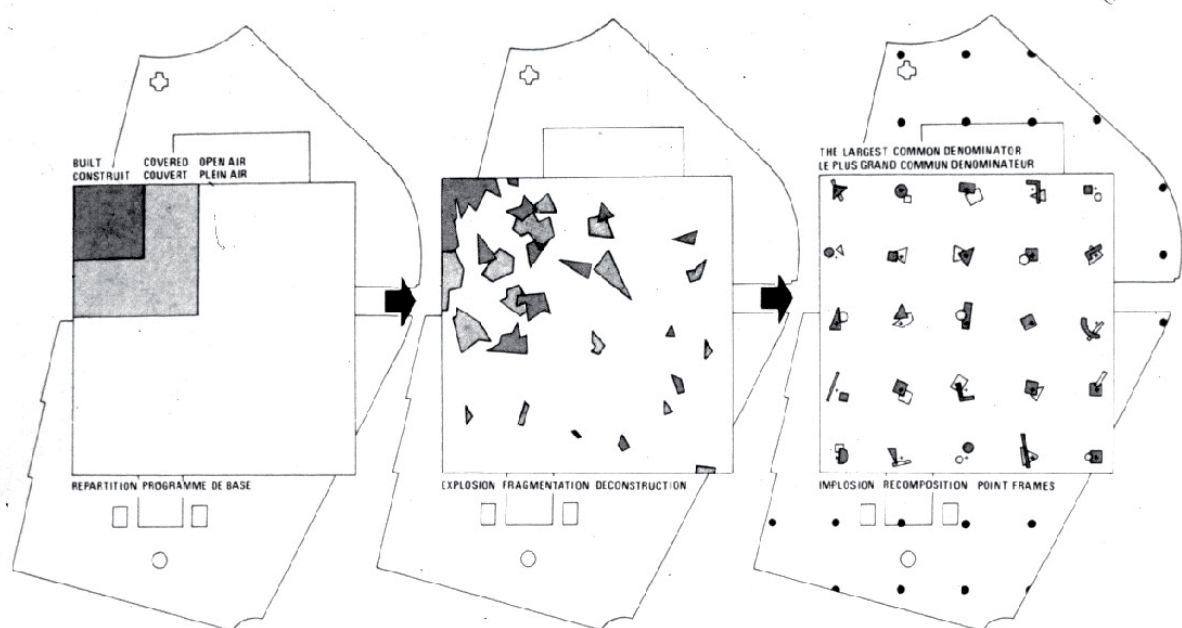 BUILT
CONSTRUIT
COVERED
COUVERT
OPEN AIR
PLEIN AIR
REPARTITION PROGRAMME DE BASE
EXPLOSION FRAGMENTATION DECONSTRUCTION
THE LARGEST COMMON DENOMINATOR
LE PLUS GRAND COMMUN DENOMINATEUR
IMPLOSION RECOMPOSITION POINT FRAMES